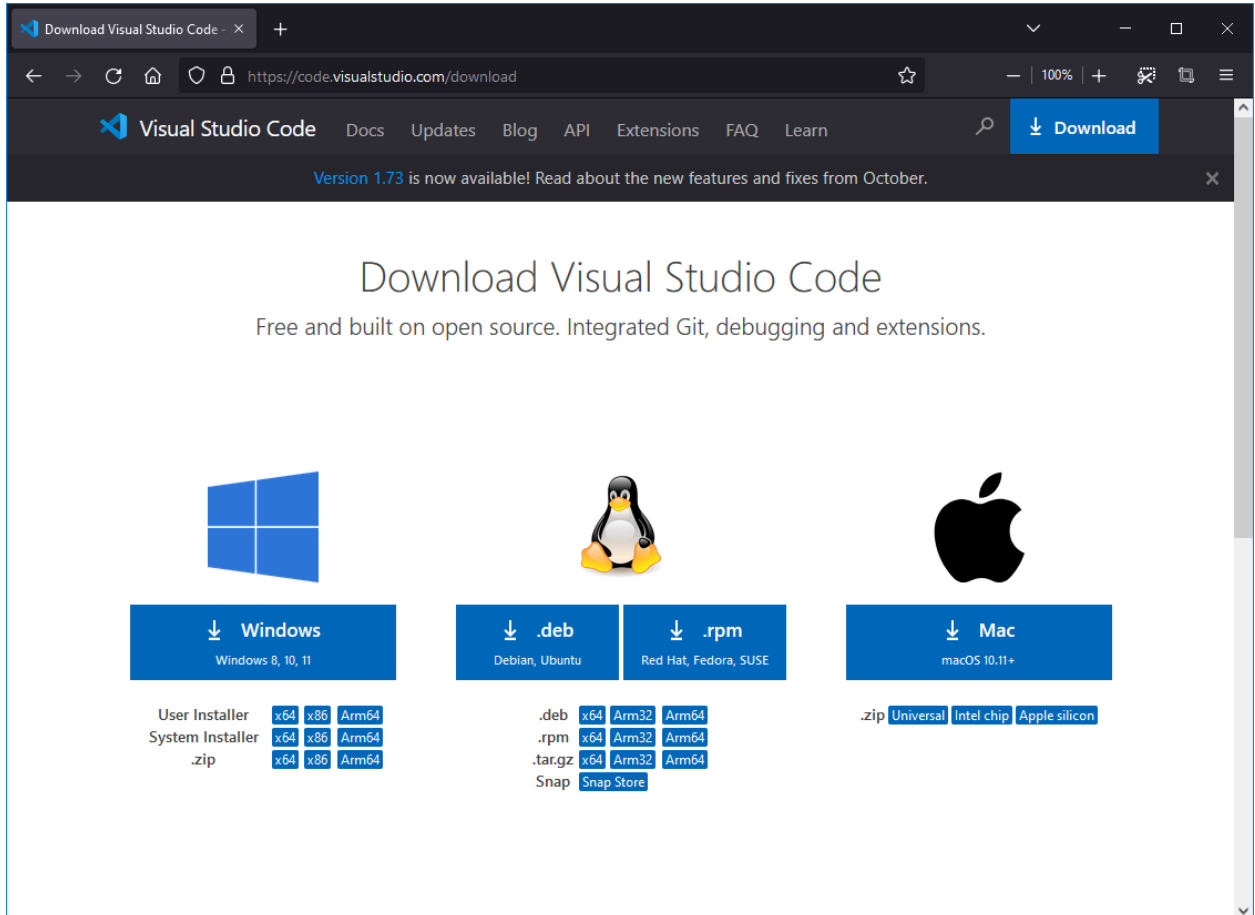 Download Visual Studio Code -
https://code.visualstudio.com/download
100%
Visual Studio Code Docs Updates Blog API Extensions FAQ Learn Download
Version 1.73 is now available! Read about the new features and fixes from October.
Download Visual Studio Code
Free and built on open source. Integrated Git, debugging and extensions.
Windows
Windows 8, 10, 11
User Installer x64 x86 Arm64
System Installer x64 x86 Arm64
.zip x64 x86 Arm64
.deb
Debian, Ubuntu
.rpm
Red Hat, Fedora, SUSE
.deb x64 Arm32 Arm64
.rpm x64 Arm32 Arm64
.tar.gz x64 Arm32 Arm64
Snap Snap Store
Mac
macOS 10.11+
.zip Universal Intel chip Apple silicon